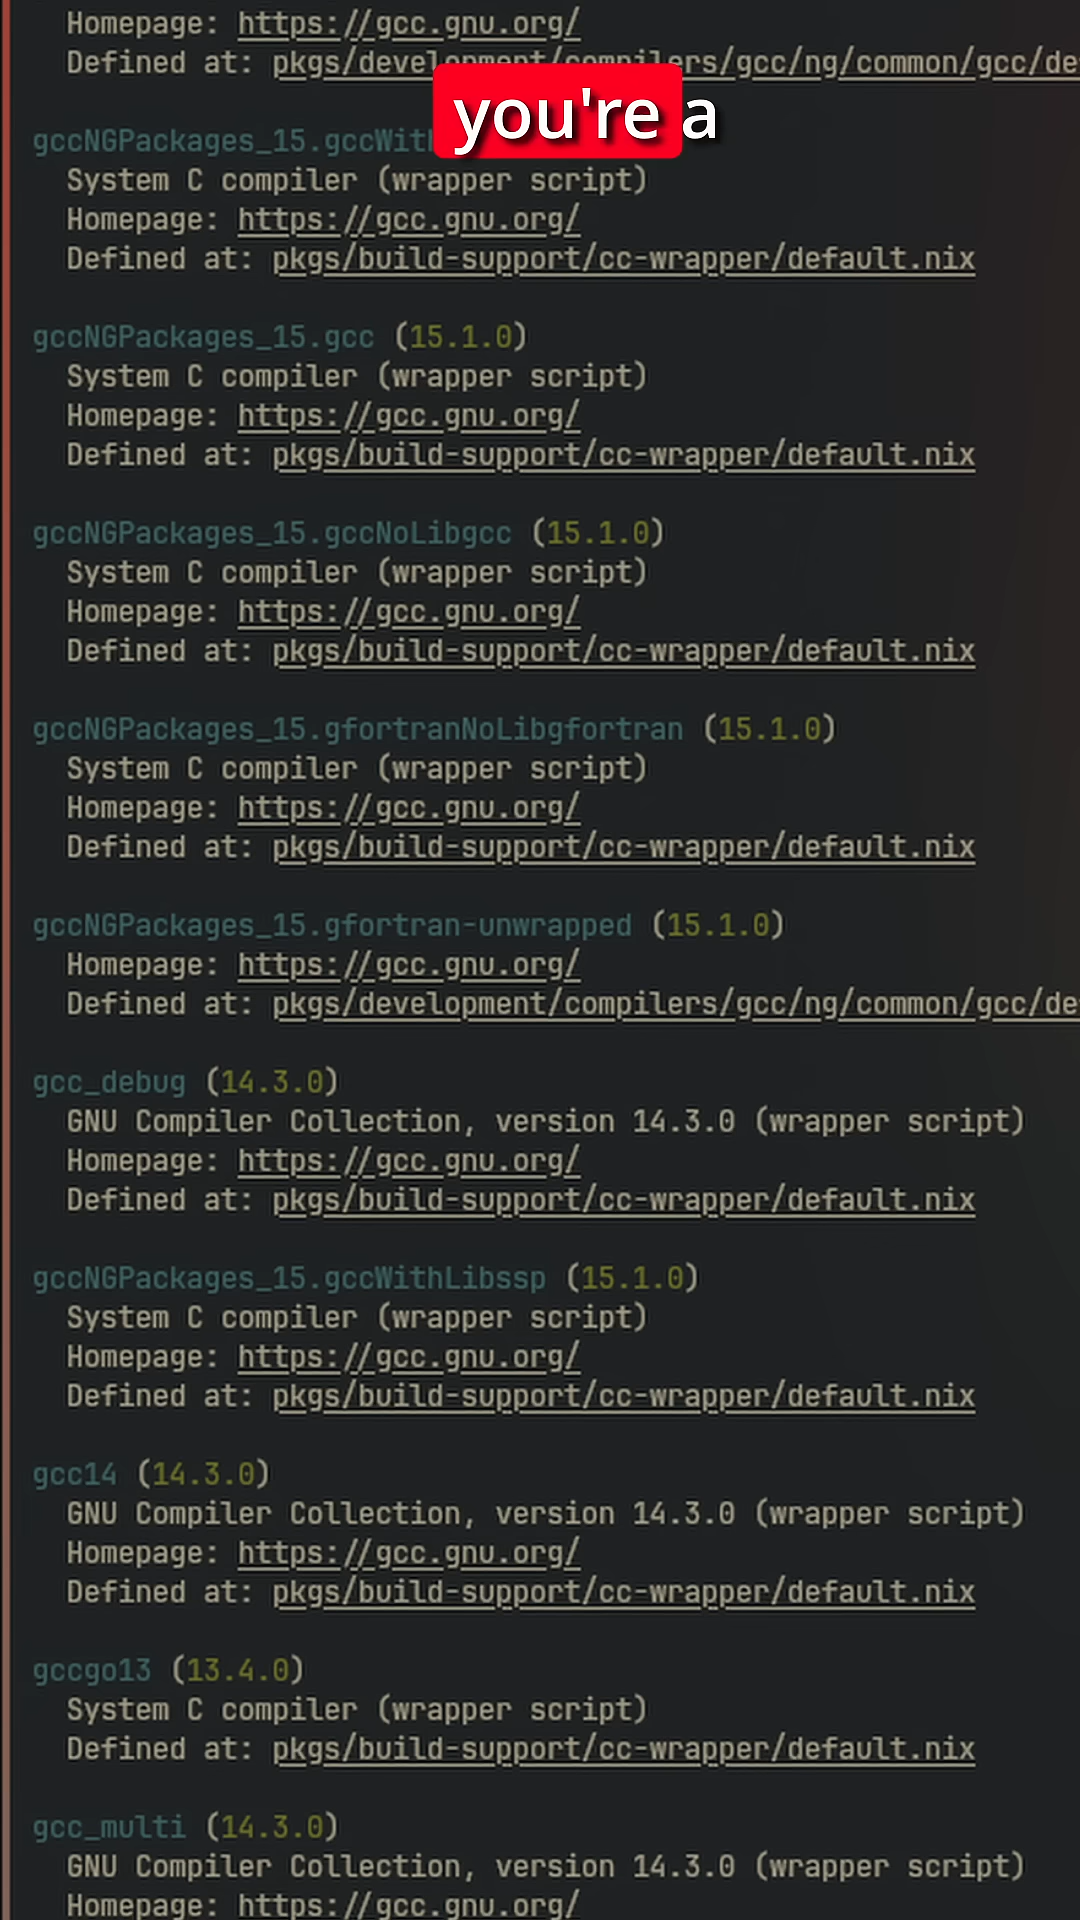 Homepage: https://gcc.gnu.org/
Defined at: pkgs/development/compilers/gcc/ng/common/gcc/de
you're a
gccNGPackages_15.gccWith
System C compiler (wrapper script)
Homepage: https://gcc.gnu.org/
Defined at: pkgs/build-support/cc-wrapper/default.nix
gccNGPackages_15.gcc (15.1.0)
System C compiler (wrapper script)
Homepage: https://gcc.gnu.org/
Defined at: pkgs/build-support/cc-wrapper/default.nix
gccNGPackages_15.gccNoLibgcc (15.1.0)
System C compiler (wrapper script)
Homepage: https://gcc.gnu.org/
Defined at: pkgs/build-support/cc-wrapper/default.nix
gccNGPackages_15.gfortranNoLibgfortran (15.1.0)
System C compiler (wrapper script)
Homepage: https://gcc.gnu.org/
Defined at: pkgs/build-support/cc-wrapper/default.nix
gccNGPackages_15.gfortran-unwrapped (15.1.0)
Homepage: https://gcc.gnu.org/
Defined at: pkgs/development/compilers/gcc/ng/common/gcc/de
gcc_debug (14.3.0)
GNU Compiler Collection, version 14.3.0 (wrapper script)
Homepage: https://gcc.gnu.org/
Defined at: pkgs/build-support/cc-wrapper/default.nix
gccNGPackages_15.gccWithLibssp (15.1.0)
System C compiler (wrapper script)
Homepage: https://gcc.gnu.org/
Defined at: pkgs/build-support/cc-wrapper/default.nix
gcc14 (14.3.0)
GNU Compiler Collection, version 14.3.0 (wrapper script)
Homepage: https://gcc.gnu.org/
Defined at: pkgs/build-support/cc-wrapper/default.nix
gccgo13 (13.4.0)
System C compiler (wrapper script)
Defined at: pkgs/build-support/cc-wrapper/default.nix
gcc_multi (14.3.0)
GNU Compiler Collection, version 14.3.0 (wrapper script)
Homepage: https://gcc.gnu.org/